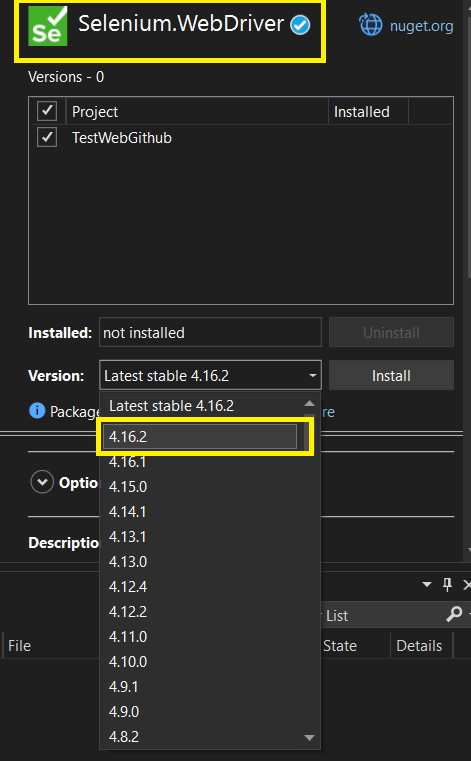 Se Selenium.WebDriver nuget.org
Versions - 0
Project Installed
TestWebGithub
Installed: not installed Uninstall
Version: Latest stable 4.16.2 Install
Latest stable 4.16.2
Package re
4.16.2
4.16.1
Optio
4.15.0
4.14.1
Descriptio
4.13.1
4.13.0
4.12.4
4.12.2
List
4.11.0
File State Details
4.10.0
4.9.1
4.9.0
4.8.2